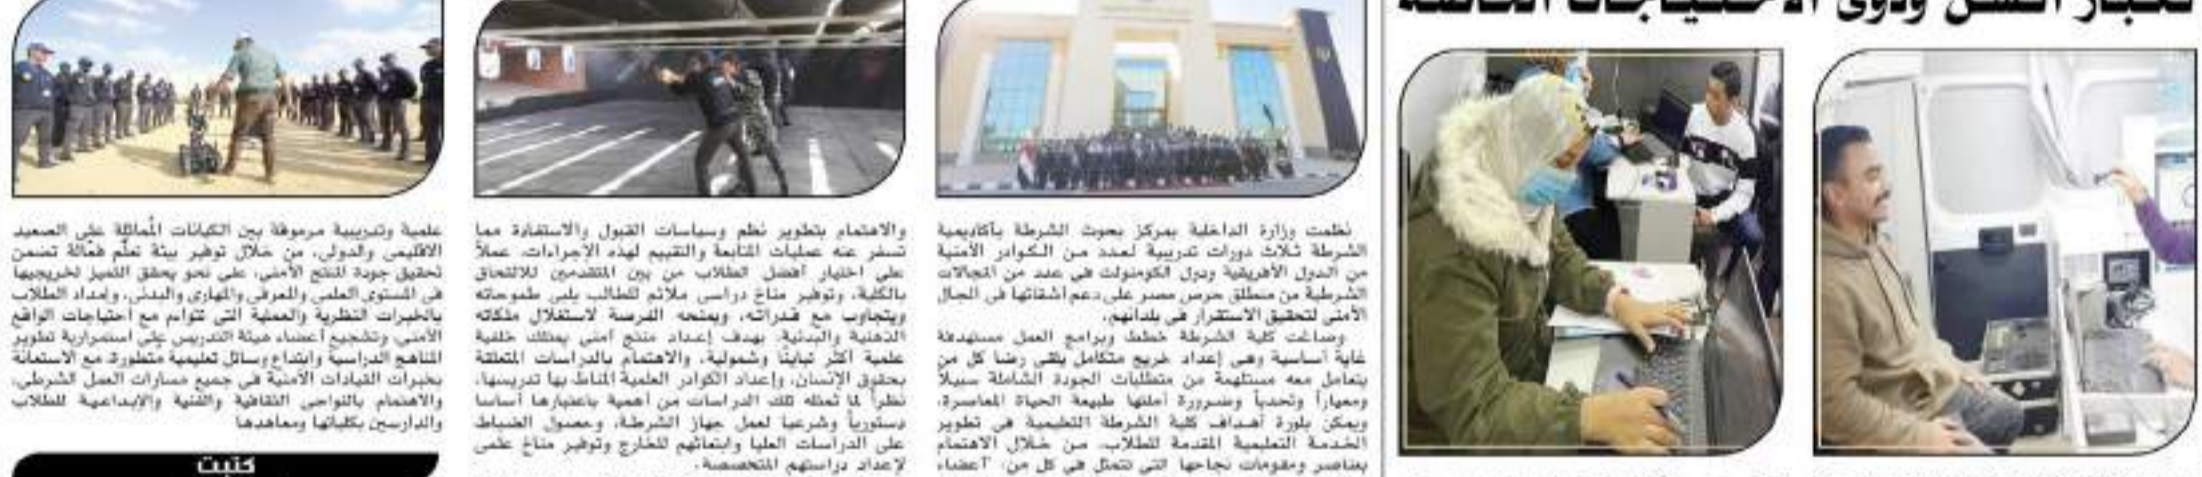 لكبار السن وذوى الاحتياجات الخاصة
نظمت وزارة الداخلية بمركز بحوث الشرطة بأكاديمية
الشرطة ثلاث دورات تدريبية لعدد من الكوادر الأمنية
من الدول الأفريقية ودول الكومنولث فى عدد من المجالات
الشرطية من منطلق حرص مصر على دعم أشقائها فى المجال
الأمنى لتحقيق الاستقرار فى بلدانهم.
وصاغت كلية الشرطة خطط وبرامج العمل مستهدفة
غاية أساسية وهى إعداد خريج متكامل يلقى رضا كل من
يتعامل معه مستلهمة من متطلبات الجودة الشاملة سبيلاً
ومعياراً وتحدياً وضرورة أملتها طبيعة الحياة المعاصرة،
ويمكن بلورة أهداف كلية الشرطة التعليمية فى تطوير
الخدمة التعليمية المقدمة للطلاب، من خلال الاهتمام
بعناصر ومقومات نجاحها التى تتمثل فى كل من: "أعضاء
والاهتمام بتطوير نظم وسياسات القبول والاستفادة مما
تسفر عنه عمليات المتابعة والتقييم لهذه الإجراءات، عملاً
على اختيار أفضل الطلاب من بين المتقدمين للالتحاق
بالكلية، وتوفير مناخ دراسى ملائم للطالب يلبى طموحاته
ويتجاوب مع قدراته، ويمنحه الفرصة لاستغلال ملكاته
الذهنية والبدنية، بهدف إعداد منتج أمنى يمتلك خلفية
علمية أكثر تبايناً وشمولية، والاهتمام بالدراسات المتعلقة
بحقوق الإنسان، وإعداد الكوادر العلمية المناط بها تدريسها،
نظراً لما تمثله تلك الدراسات من أهمية باعتبارها أساسا
دستورياً وشرعيا لعمل جهاز الشرطة، وحصول الضباط
على الدراسات العليا وابتعاثهم للخارج وتوفير مناخ علمى
لإعداد دراستهم المتخصصة.
علمية وتدريبية مرموقة بين الكيانات المُماثلة على الصعيد
الاقليمى والدولى، من خلال توفير بيئة تعلّم فعّالة تضمن
تحقيق جودة المنتج الأمنى، على نحو يحقق التميز لخريجيها
فى المستوى العلمى والمعرفى والمهارى والبدنى، وإمداد الطلاب
بالخبرات النظرية والعملية التى تتواءم مع احتياجات الواقع
الأمنى، وتشجيع أعضاء هيئة التدريس على استمرارية تطوير
المناهج الدراسية وابتداع وسائل تعليمية متطورة، مع الاستعانة
بخبرات القيادات الأمنية فى جميع مسارات العمل الشرطى،
والاهتمام بالنواحى الثقافية والفنية والإبداعية للطلاب
والدارسين بكلياتها ومعاهدها
كتبت